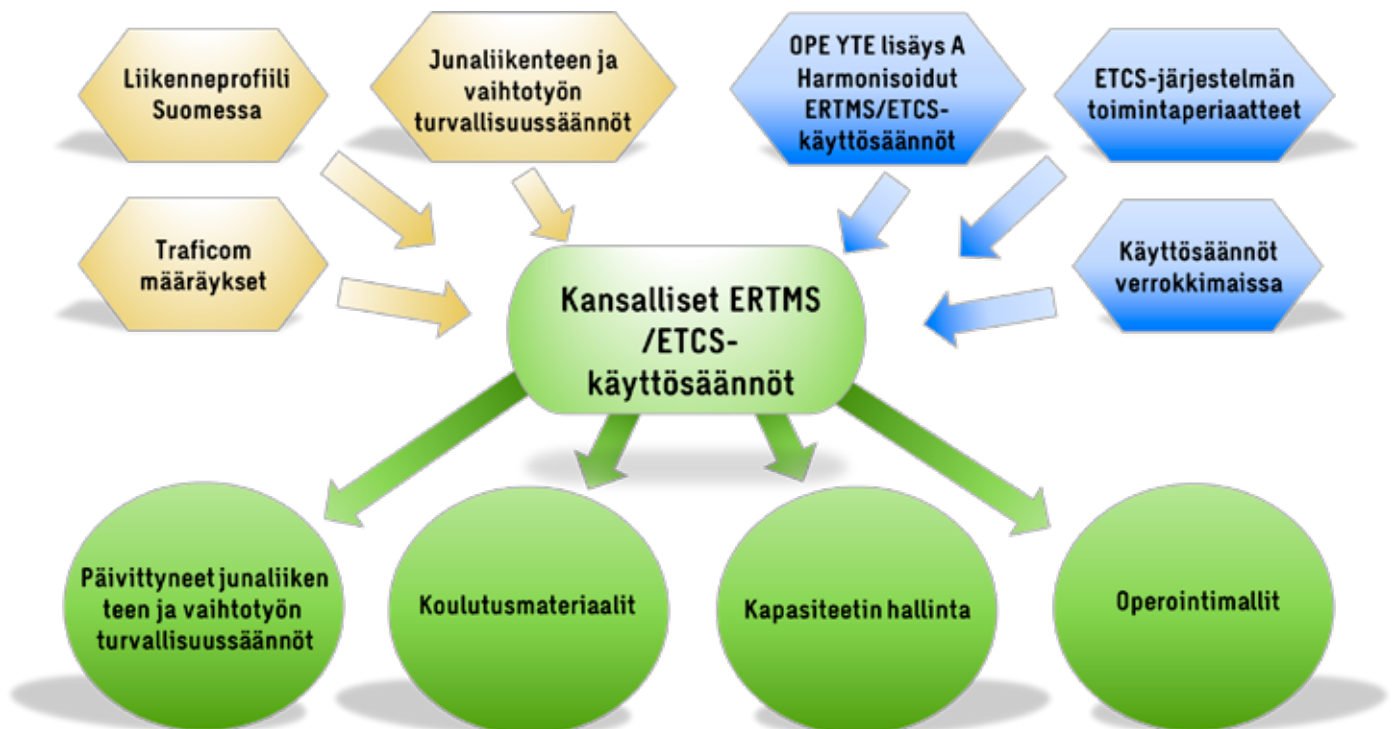 Liikenneprofiili
Suomessa
Junaliikenteen ja
vaihtotyön
turvallisuussäännöt
OPE YTE lisäys A
Harmonisoidut
ERTMS/ETCS-
käyttösäännöt
ETCS-järjestelmän
toimintaperiaatteet
Traficom
määräykset
Käyttösäännöt
verrokkimaissa
Kansalliset ERTMS
/ETCS-
käyttösäännöt
Päivittyneet junaliiken
teen ja vaihtotyön
turvallisuussäännöt
Koulutusmateriaalit
Kapasiteetin hallinta
Operointimallit